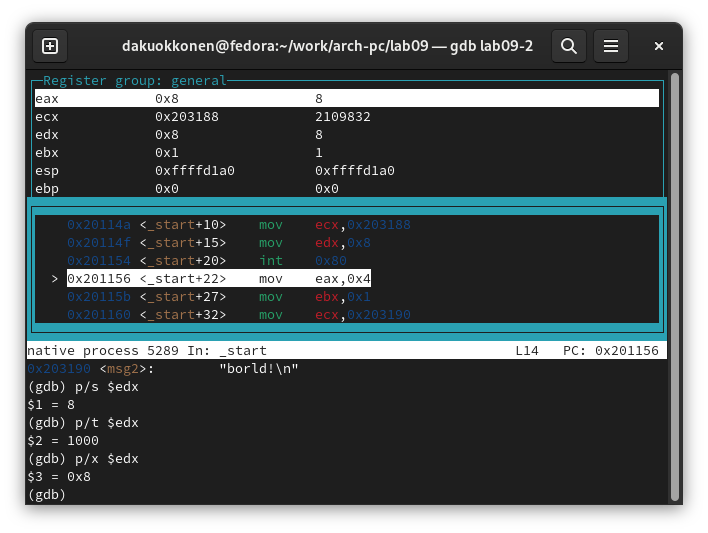 dakuokkonen@fedora:~/work/arch-pc/lab09 — gdb lab09-2
Register group: general
eax 0x8 8
ecx 0x203188 2109832
edx 0x8 8
ebx 0x1 1
esp 0xffffd1a0 0xffffd1a0
ebp 0x0 0x0
0x20114a <_start+10> mov ecx,0x203188
0x20114f <_start+15> mov edx,0x8
0x201154 <_start+20> int 0x80
> 0x201156 <_start+22> mov eax,0x4
0x20115b <_start+27> mov ebx,0x1
0x201160 <_start+32> mov ecx,0x203190
native process 5289 In: _start L14 PC: 0x201156
0x203190 <msg2>: "borld!\n"
(gdb) p/s $edx
$1 = 8
(gdb) p/t $edx
$2 = 1000
(gdb) p/x $edx
$3 = 0x8
(gdb)